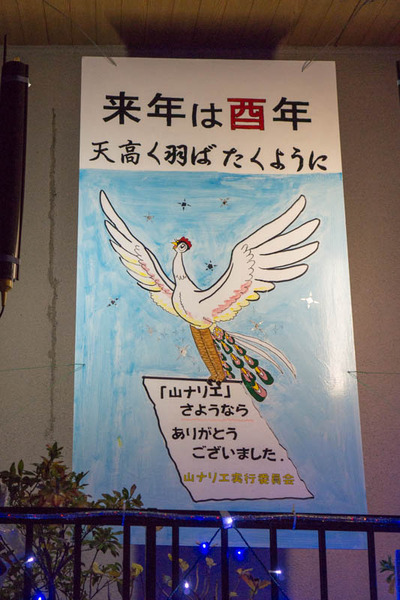 来年は酉年
天高く羽ばたくように
「山ナリエ」
さようなら
ありがとう
ございました.
山ナリエ実行委員会